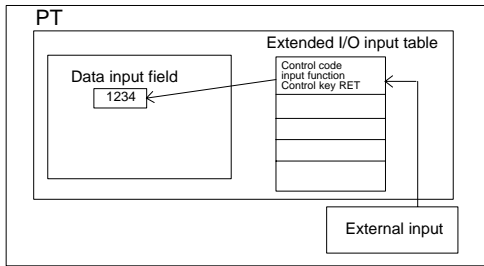 PT
Extended I/O input table
Data input field
1234
Control code
input function
Control key RET
External input